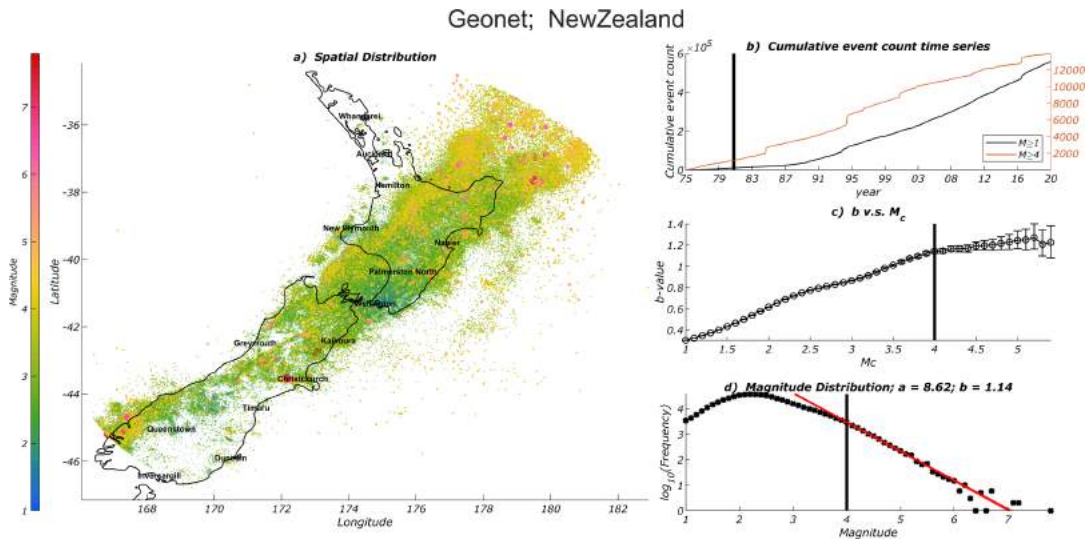 Geonet; NewZealand
a) Spatial Distribution
Magnitude
7
6
5
4
3
2
1
Latitude
-36
-38
-40
-42
-44
-46
Whangarei
Auckland
Hamilton
New Plymouth
Napier
Palmerston North
Wellington
Greymouth
Kaikoura
Christchurch
Timaru
Queenstown
Dunedin
Invercargill
168
170
172
174
176
178
180
182
Longitude
b) Cumulative event count time series
×10^5
Cumulative event count
6
4
2
0
12000
10000
8000
6000
4000
2000
M≥1
M≥4
75 79 83 87 91 95 99 03 08 12 16 20
year
c) b v.s. M_c
b-value
1.4
1.2
1
0.8
0.6
0.4
1 1.5 2 2.5 3 3.5 4 4.5 5
Mc
d) Magnitude Distribution; a = 8.62; b = 1.14
log_10(Frequency)
4
3
2
1
0
1 2 3 4 5 6 7
Magnitude